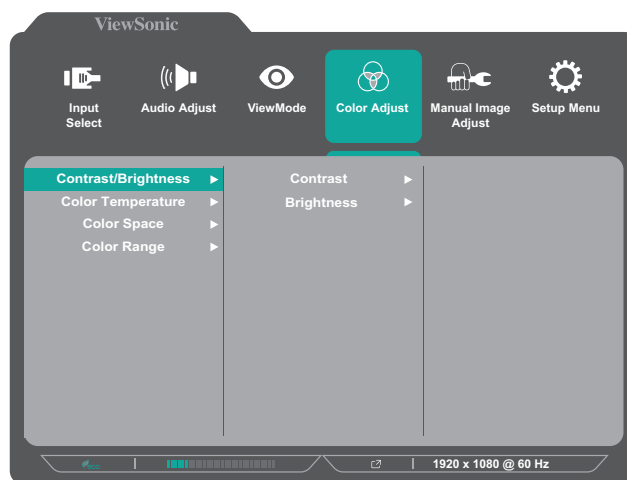 ViewSonic
Input Select
Audio Adjust
ViewMode
Color Adjust
Manual Image Adjust
Setup Menu
Contrast/Brightness
Contrast
Color Temperature
Brightness
Color Space
Color Range
eco
1920 x 1080 @ 60 Hz